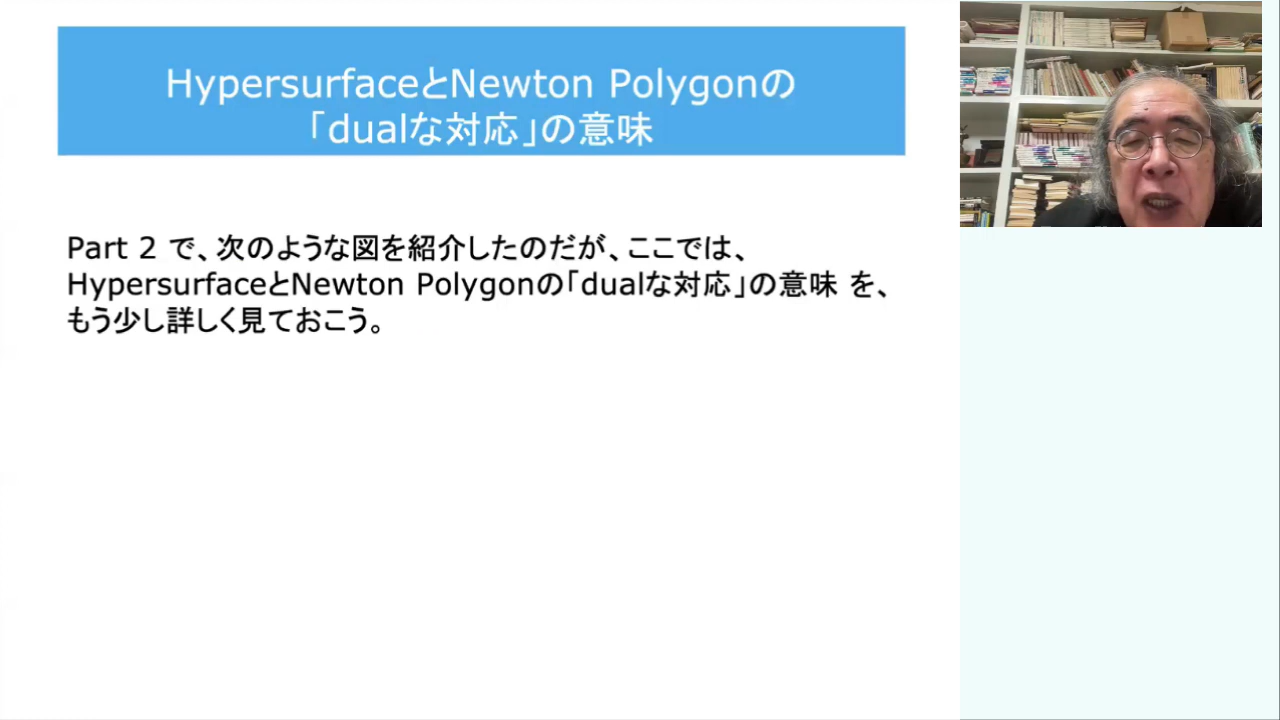 HypersurfaceとNewton Polygonの
「dualな対応」の意味
Part 2 で、次のような図を紹介したのだが、ここでは、
HypersurfaceとNewton Polygonの「dualな対応」の意味 を、
もう少し詳しく見ておこう。